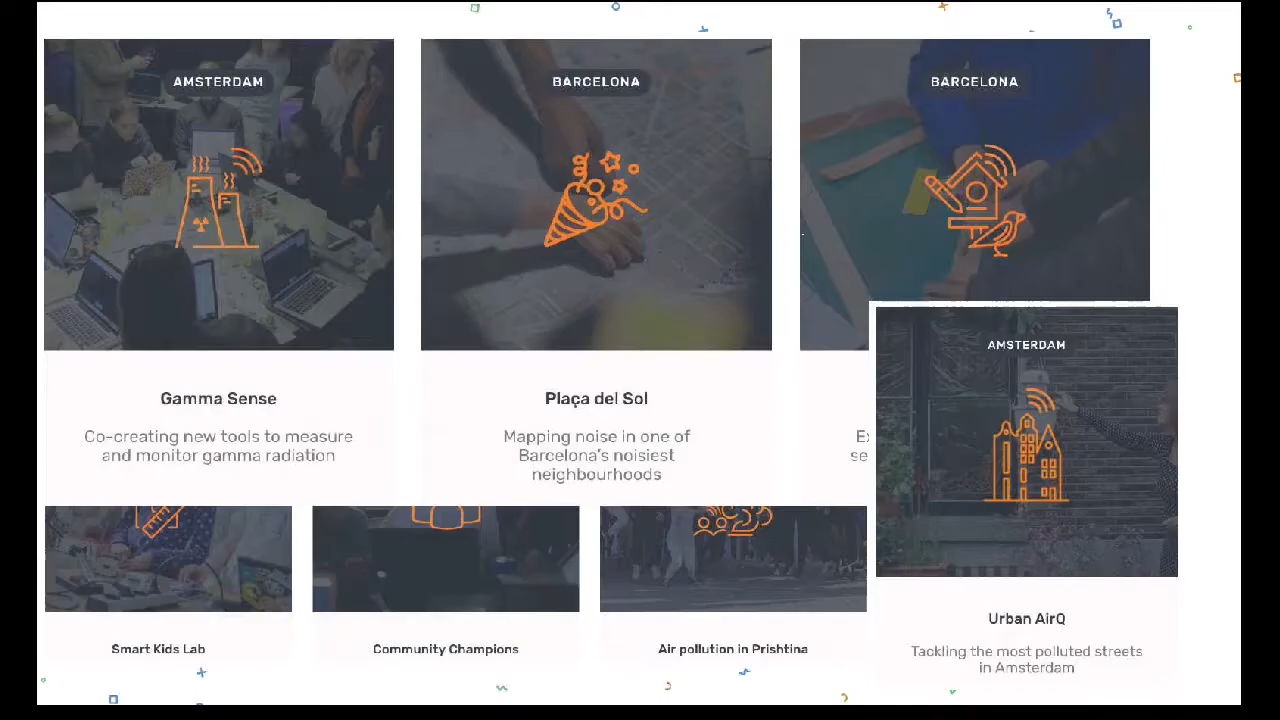 AMSTERDAM
BARCELONA
BARCELONA
Gamma Sense
Co-creating new tools to measure
and monitor gamma radiation
Plaça del Sol
Mapping noise in one of
Barcelona's noisiest
neighbourhoods
AMSTERDAM
Urban AirQ
Tackling the most polluted streets
in Amsterdam
Smart Kids Lab
Community Champions
Air pollution in Prishtina